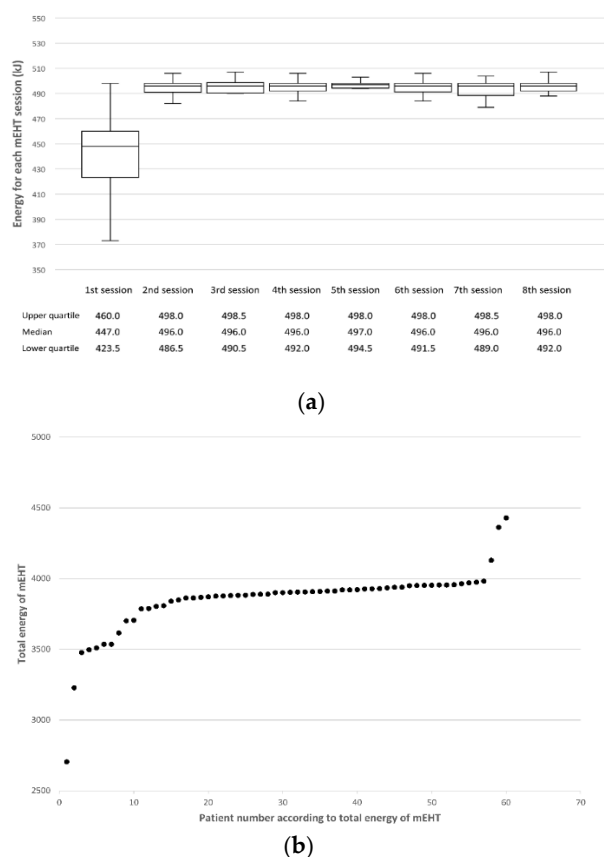 550
530
510
490
470
450
430
410
390
370
350
Energy for each mEHT session (kJ)
1st session 2nd session 3rd session 4th session 5th session 6th session 7th session 8th session
Upper quartile 460.0 498.0 498.5 498.0 498.0 498.0 498.5 498.0
Median 447.0 496.0 496.0 496.0 497.0 496.0 496.0 496.0
Lower quartile 423.5 486.5 490.5 492.0 494.5 491.5 489.0 492.0
(a)
5000
4500
4000
3500
3000
2500
Total energy of mEHT
0 10 20 30 40 50 60 70
Patient number according to total energy of mEHT
(b)